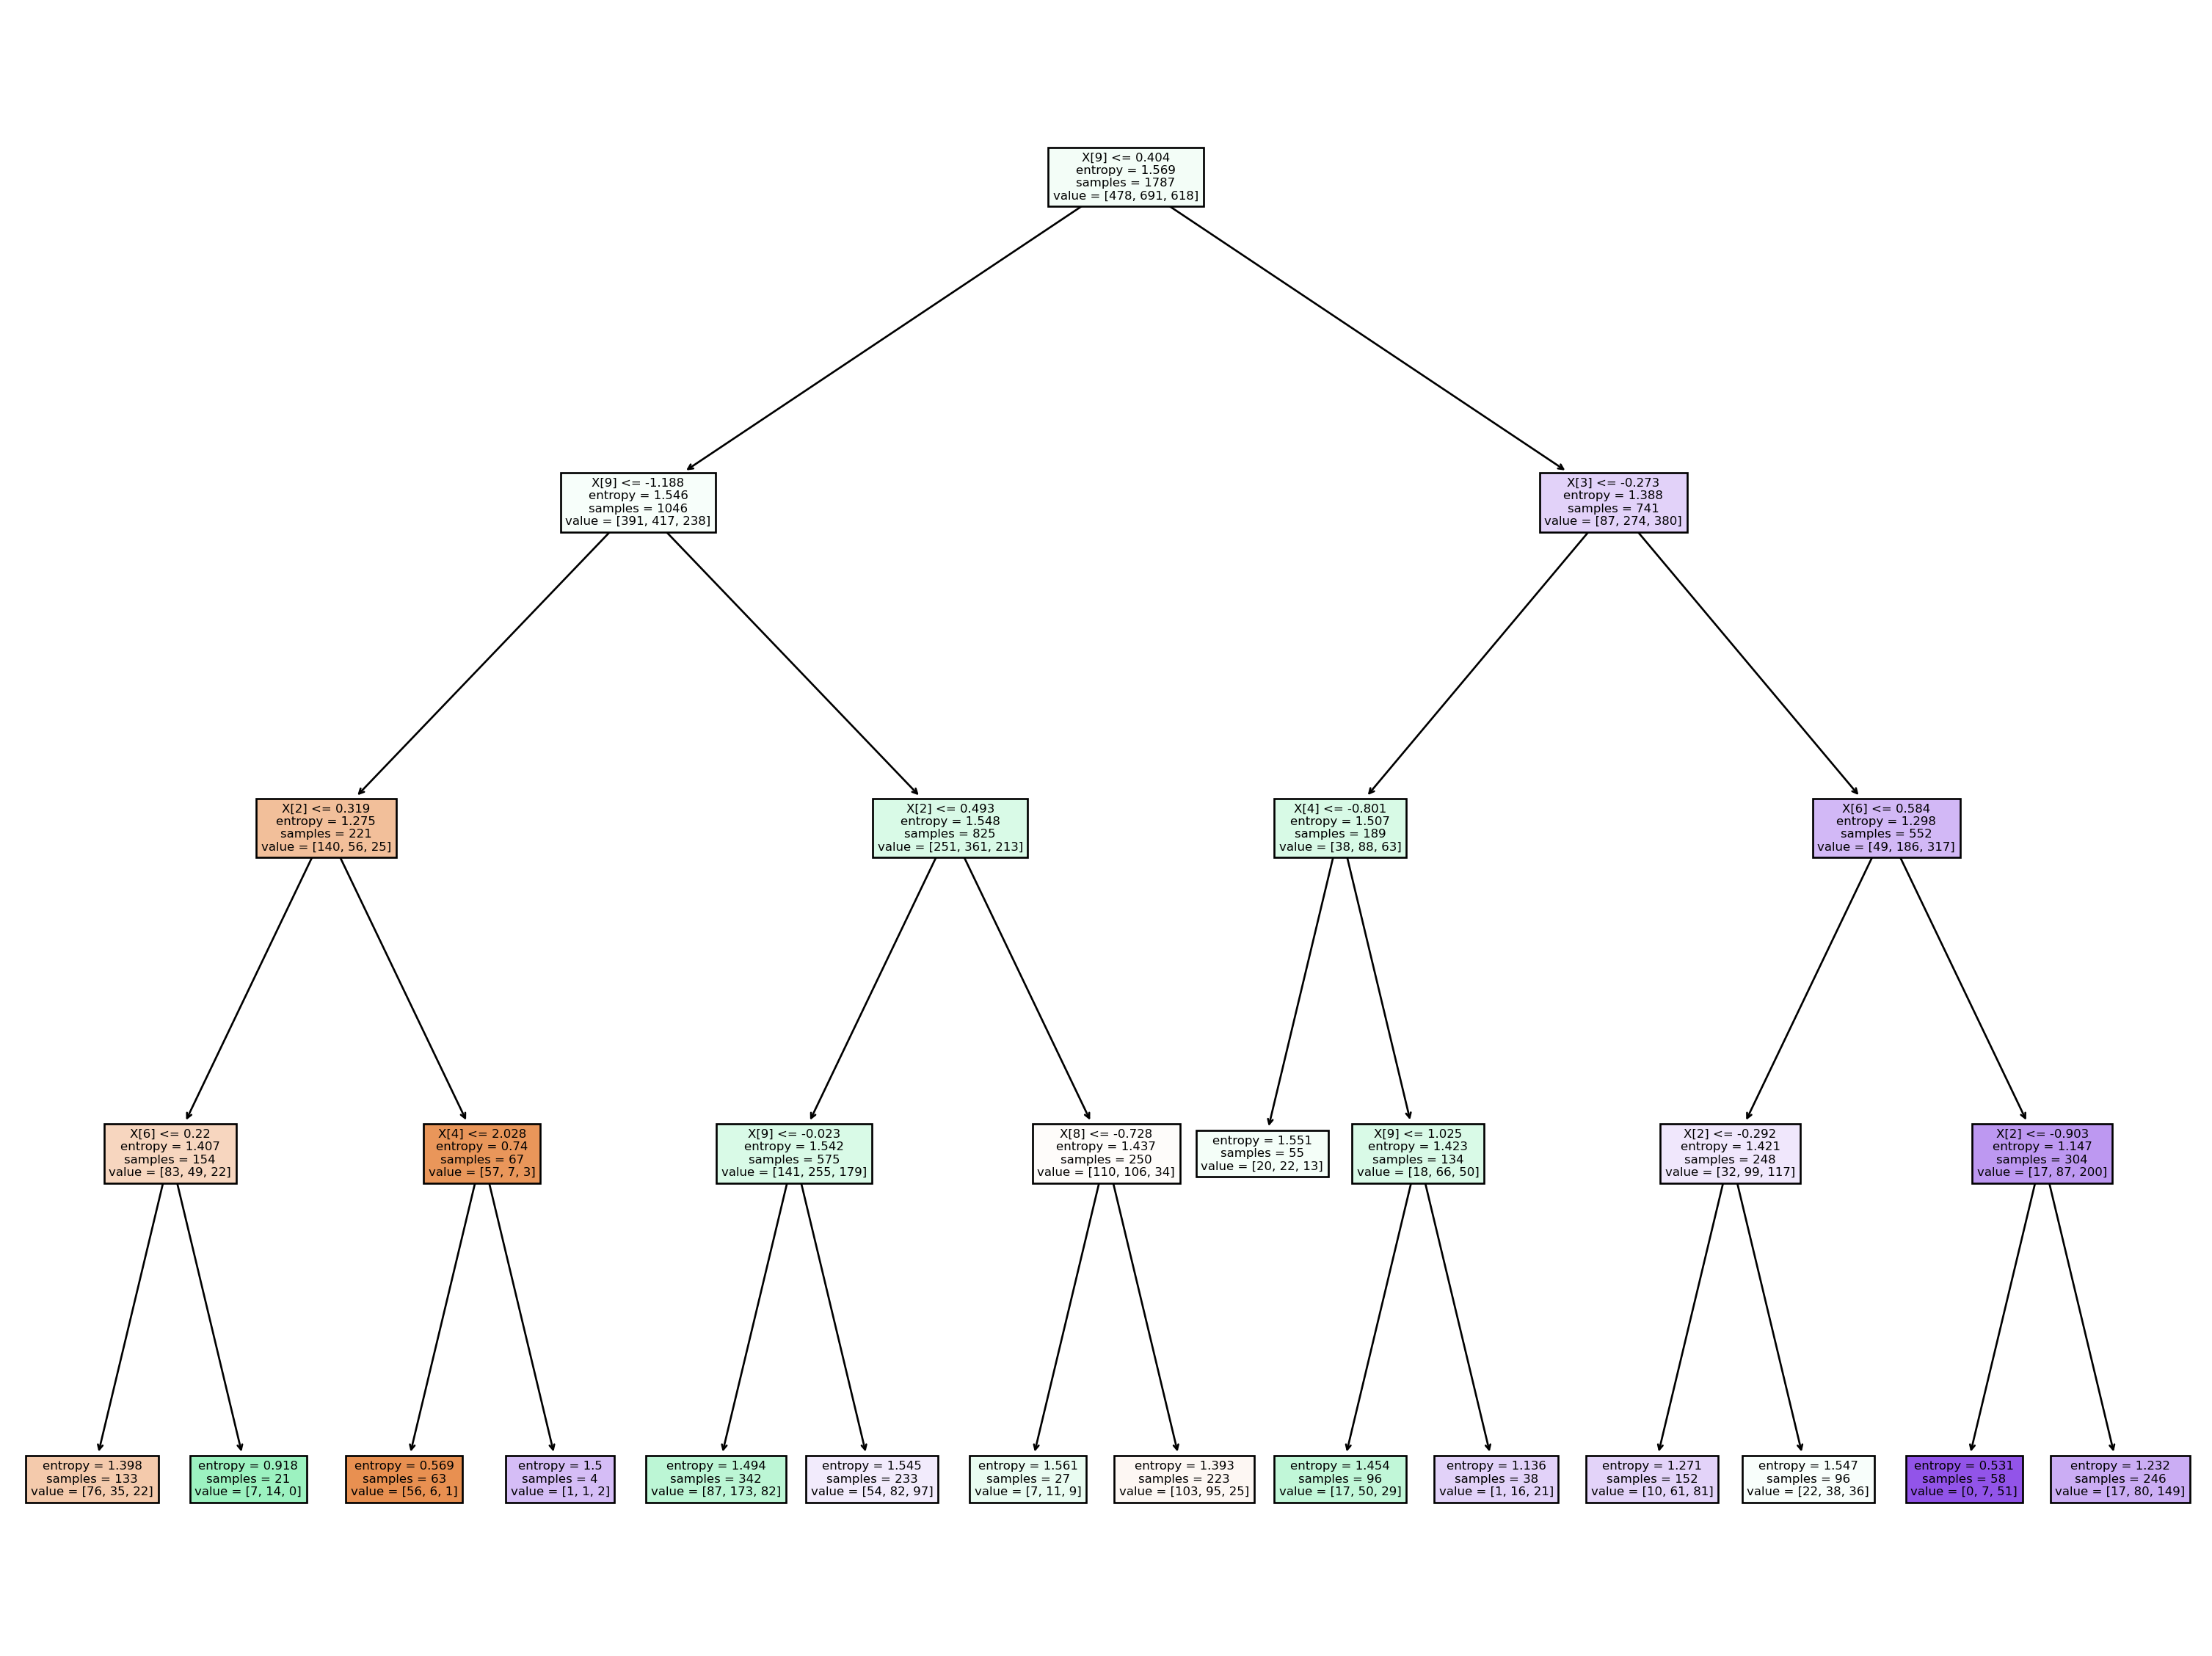 X[9] <= 0.404
entropy = 1.569
samples = 1787
value = [478, 691, 618]
X[9] <= -1.188
entropy = 1.546
samples = 1046
value = [391, 417, 238]
X[3] <= -0.273
entropy = 1.388
samples = 741
value = [87, 274, 380]
X[2] <= 0.319
entropy = 1.275
samples = 221
value = [140, 56, 25]
X[2] <= 0.493
entropy = 1.548
samples = 825
value = [251, 361, 213]
X[4] <= -0.801
entropy = 1.507
samples = 189
value = [38, 88, 63]
X[6] <= 0.584
entropy = 1.298
samples = 552
value = [49, 186, 317]
X[6] <= 0.22
entropy = 1.407
samples = 154
value = [83, 49, 22]
X[4] <= 2.028
entropy = 0.74
samples = 67
value = [57, 7, 3]
X[9] <= -0.023
entropy = 1.542
samples = 575
value = [141, 255, 179]
X[8] <= -0.728
entropy = 1.437
samples = 250
value = [110, 106, 34]
entropy = 1.551
samples = 55
value = [20, 22, 13]
X[9] <= 1.025
entropy = 1.423
samples = 134
value = [18, 66, 50]
X[2] <= -0.292
entropy = 1.421
samples = 248
value = [32, 99, 117]
X[2] <= -0.903
entropy = 1.147
samples = 304
value = [17, 87, 200]
entropy = 1.398
samples = 133
value = [76, 35, 22]
entropy = 0.918
samples = 21
value = [7, 14, 0]
entropy = 0.569
samples = 63
value = [56, 6, 1]
entropy = 1.5
samples = 4
value = [1, 1, 2]
entropy = 1.494
samples = 342
value = [87, 173, 82]
entropy = 1.545
samples = 233
value = [54, 82, 97]
entropy = 1.561
samples = 27
value = [7, 11, 9]
entropy = 1.393
samples = 223
value = [103, 95, 25]
entropy = 1.454
samples = 96
value = [17, 50, 29]
entropy = 1.136
samples = 38
value = [1, 16, 21]
entropy = 1.271
samples = 152
value = [10, 61, 81]
entropy = 1.547
samples = 96
value = [22, 38, 36]
entropy = 0.531
samples = 58
value = [0, 7, 51]
entropy = 1.232
samples = 246
value = [17, 80, 149]